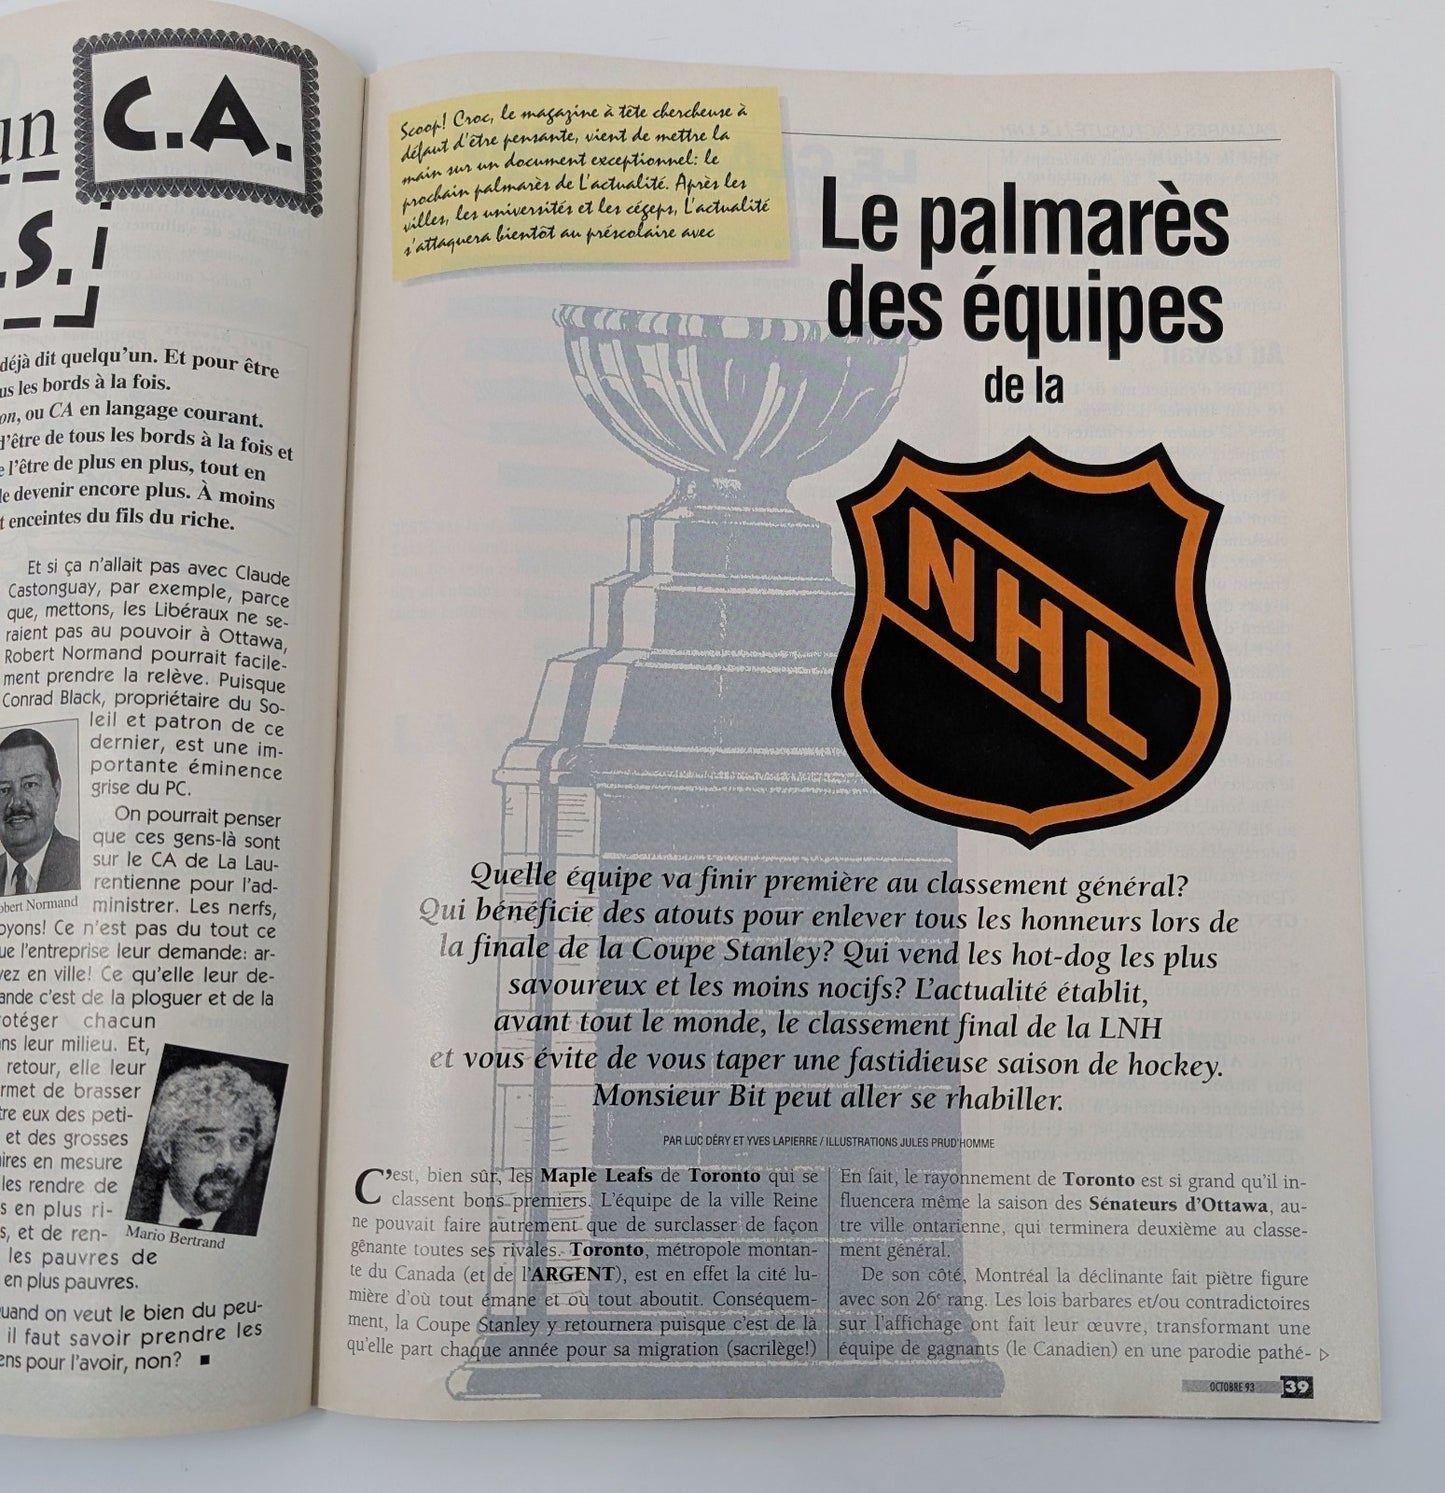 un
C.A.
.S.
déjà dit quelqu'un. Et pour être
les bords à la fois.
ou CA en langage courant.
d'être de tous les bords à la fois et
l'être de plus en plus, tout en
devenir encore plus. À moins
enceintes du fils du riche.
Et si ça n'allait pas avec Claude
Castonguay, par exemple, parce
que, mettons, les Libéraux ne se-
raient pas au pouvoir à Ottawa,
Robert Normand pourrait facile-
ment prendre la relève. Puisque
Conrad Black, propriétaire du So-
leil et patron de ce
dernier, est une im-
portante éminence
grise du PC.
On pourrait penser
que ces gens-là sont
sur le CA de La Lau-
rentienne pour l'ad-
obert Normand ministrer. Les nerfs,
oyons! Ce n'est pas du tout ce
ue l'entreprise leur demande: ar-
vez en ville! Ce qu'elle leur de-
ande c'est de la ploguer et de la
otéger chacun
ns leur milieu. Et,
retour, elle leur
rmet de brasser
tre eux des peti-
et des grosses
ires en mesure
les rendre de
s en plus ri-
s, et de ren-
les pauvres de
en plus pauvres.
Mario Bertrand
uand on veut le bien du peu-
il faut savoir prendre les
ens pour l'avoir, non? ■
Scoop! Croc, le magazine à tête chercheuse à
défaut d'être pensante, vient de mettre la
main sur un document exceptionnel: le
prochain palmarès de L'actualité. Après les
villes, les universités et les cégeps, L'actualité
s'attaquera bientôt au préscolaire avec
Le palmarès
des équipes
de la
NHL
Quelle équipe va finir première au classement général?
Qui bénéficie des atouts pour enlever tous les honneurs lors de
la finale de la Coupe Stanley? Qui vend les hot-dog les plus
savoureux et les moins nocifs? L'actualité établit,
avant tout le monde, le classement final de la LNH
et vous évite de vous taper une fastidieuse saison de hockey.
Monsieur Bit peut aller se rhabiller.
PAR LUC DÉRY ET YVES LAPIERRE / ILLUSTRATIONS JULES PRUD'HOMME
C'est, bien sûr, les Maple Leafs de Toronto qui se
classent bons premiers. L'équipe de la ville Reine
ne pouvait faire autrement que de surclasser de façon
gênante toutes ses rivales. Toronto, métropole montan-
te du Canada (et de l'ARGENT), est en effet la cité lu-
mière d'où tout émane et où tout aboutit. Conséquem-
ment, la Coupe Stanley y retournera puisque c'est de là
qu'elle part chaque année pour sa migration (sacrilège!)
En fait, le rayonnement de Toronto est si grand qu'il in-
fluencera même la saison des Sénateurs d'Ottawa, au-
tre ville ontarienne, qui terminera deuxième au classe-
ment général.
De son côté, Montréal la déclinante fait piètre figure
avec son 26e rang. Les lois barbares et/ou contradictoires
sur l'affichage ont fait leur œuvre, transformant une
équipe de gagnants (le Canadien) en une parodie pathé- ▷
OCTOBRE 93 39